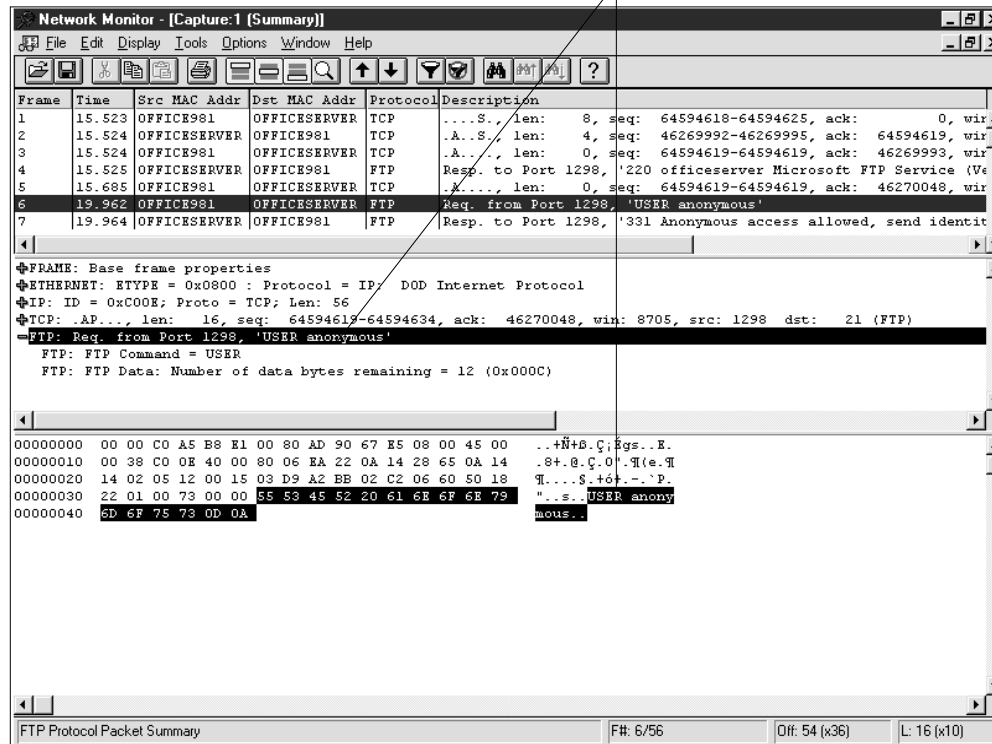 Network Monitor - [Capture:1 (Summary)]
File Edit Display Tools Options Window Help
Frame Time Src MAC Addr Dst MAC Addr Protocol Description
1 15.523 OFFICE981 OFFICESERVER TCP ....S., len: 8, seq: 64594618-64594625, ack: 0, win
2 15.524 OFFICESERVER OFFICE981 TCP .A..S., len: 4, seq: 46269992-46269995, ack: 64594619, win
3 15.524 OFFICE981 OFFICESERVER TCP .A...., len: 0, seq: 64594619-64594619, ack: 46269993, win
4 15.525 OFFICESERVER OFFICE981 FTP Resp. to Port 1298, '220 officeserver Microsoft FTP Service (Ve
5 15.685 OFFICE981 OFFICESERVER TCP .A...., len: 0, seq: 64594619-64594619, ack: 46270048, win
6 19.962 OFFICE981 OFFICESERVER FTP Req. from Port 1298, 'USER anonymous'
7 19.964 OFFICESERVER OFFICE981 FTP Resp. to Port 1298, '331 Anonymous access allowed, send identit
FRAME: Base frame properties
ETHERNET: ETYPE = 0x0800 : Protocol = IP: DOD Internet Protocol
IP: ID = 0xC00E; Proto = TCP; Len: 56
TCP: .AP..., len: 16, seq: 64594619-64594634, ack: 46270048, win: 8705, src: 1298 dst: 21 (FTP)
FTP: Req. from Port 1298, 'USER anonymous'
FTP: FTP Command = USER
FTP: FTP Data: Number of data bytes remaining = 12 (0x000C)
00000000 00 00 C0 A5 B8 E1 00 80 AD 90 67 E5 08 00 45 00 ..+Ñ+ß.Ç¡Égs..E.
00000010 00 38 C0 0E 40 00 80 06 EA 22 0A 14 28 65 0A 14 .8+.@.Ç.O".¶(e.¶
00000020 14 02 05 12 00 15 03 D9 A2 BB 02 C2 06 60 50 18 ¶....§.+ó+.-.`P.
00000030 22 01 00 73 00 00 55 53 45 52 20 61 6E 6F 6E 79 "..s..USER anony
00000040 6D 6F 75 73 0D 0A mous..
FTP Protocol Packet Summary F#: 6/56 Off: 54 (x36) L: 16 (x10)